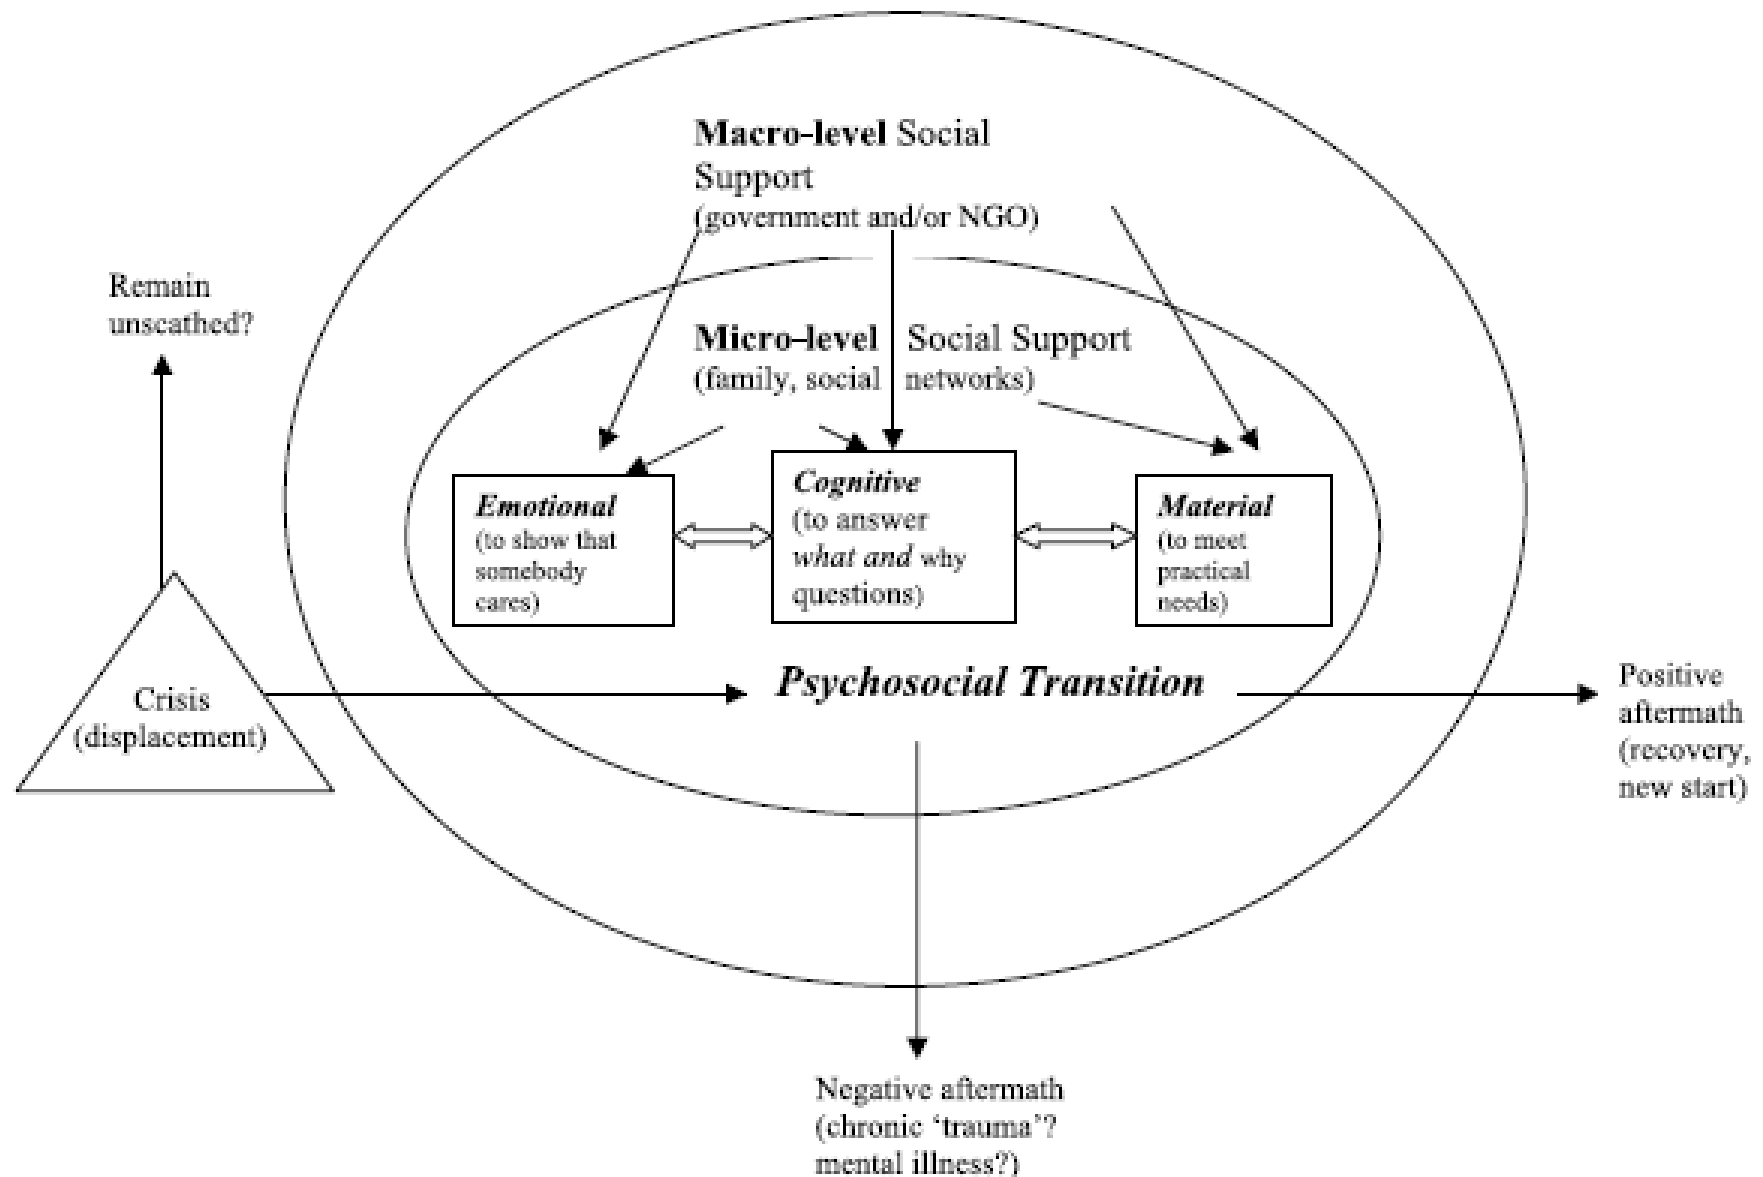 Macro-level Social
Support
(government and/or NGO)
Remain
unscathed?
Micro-level Social Support
(family, social networks)
Emotional
(to show that
somebody
cares)
Cognitive
(to answer
what and why
questions)
Material
(to meet
practical
needs)
Crisis
(displacement)
Psychosocial Transition
Positive
aftermath
(recovery,
new start)
Negative aftermath
(chronic ‘trauma’?
mental illness?)